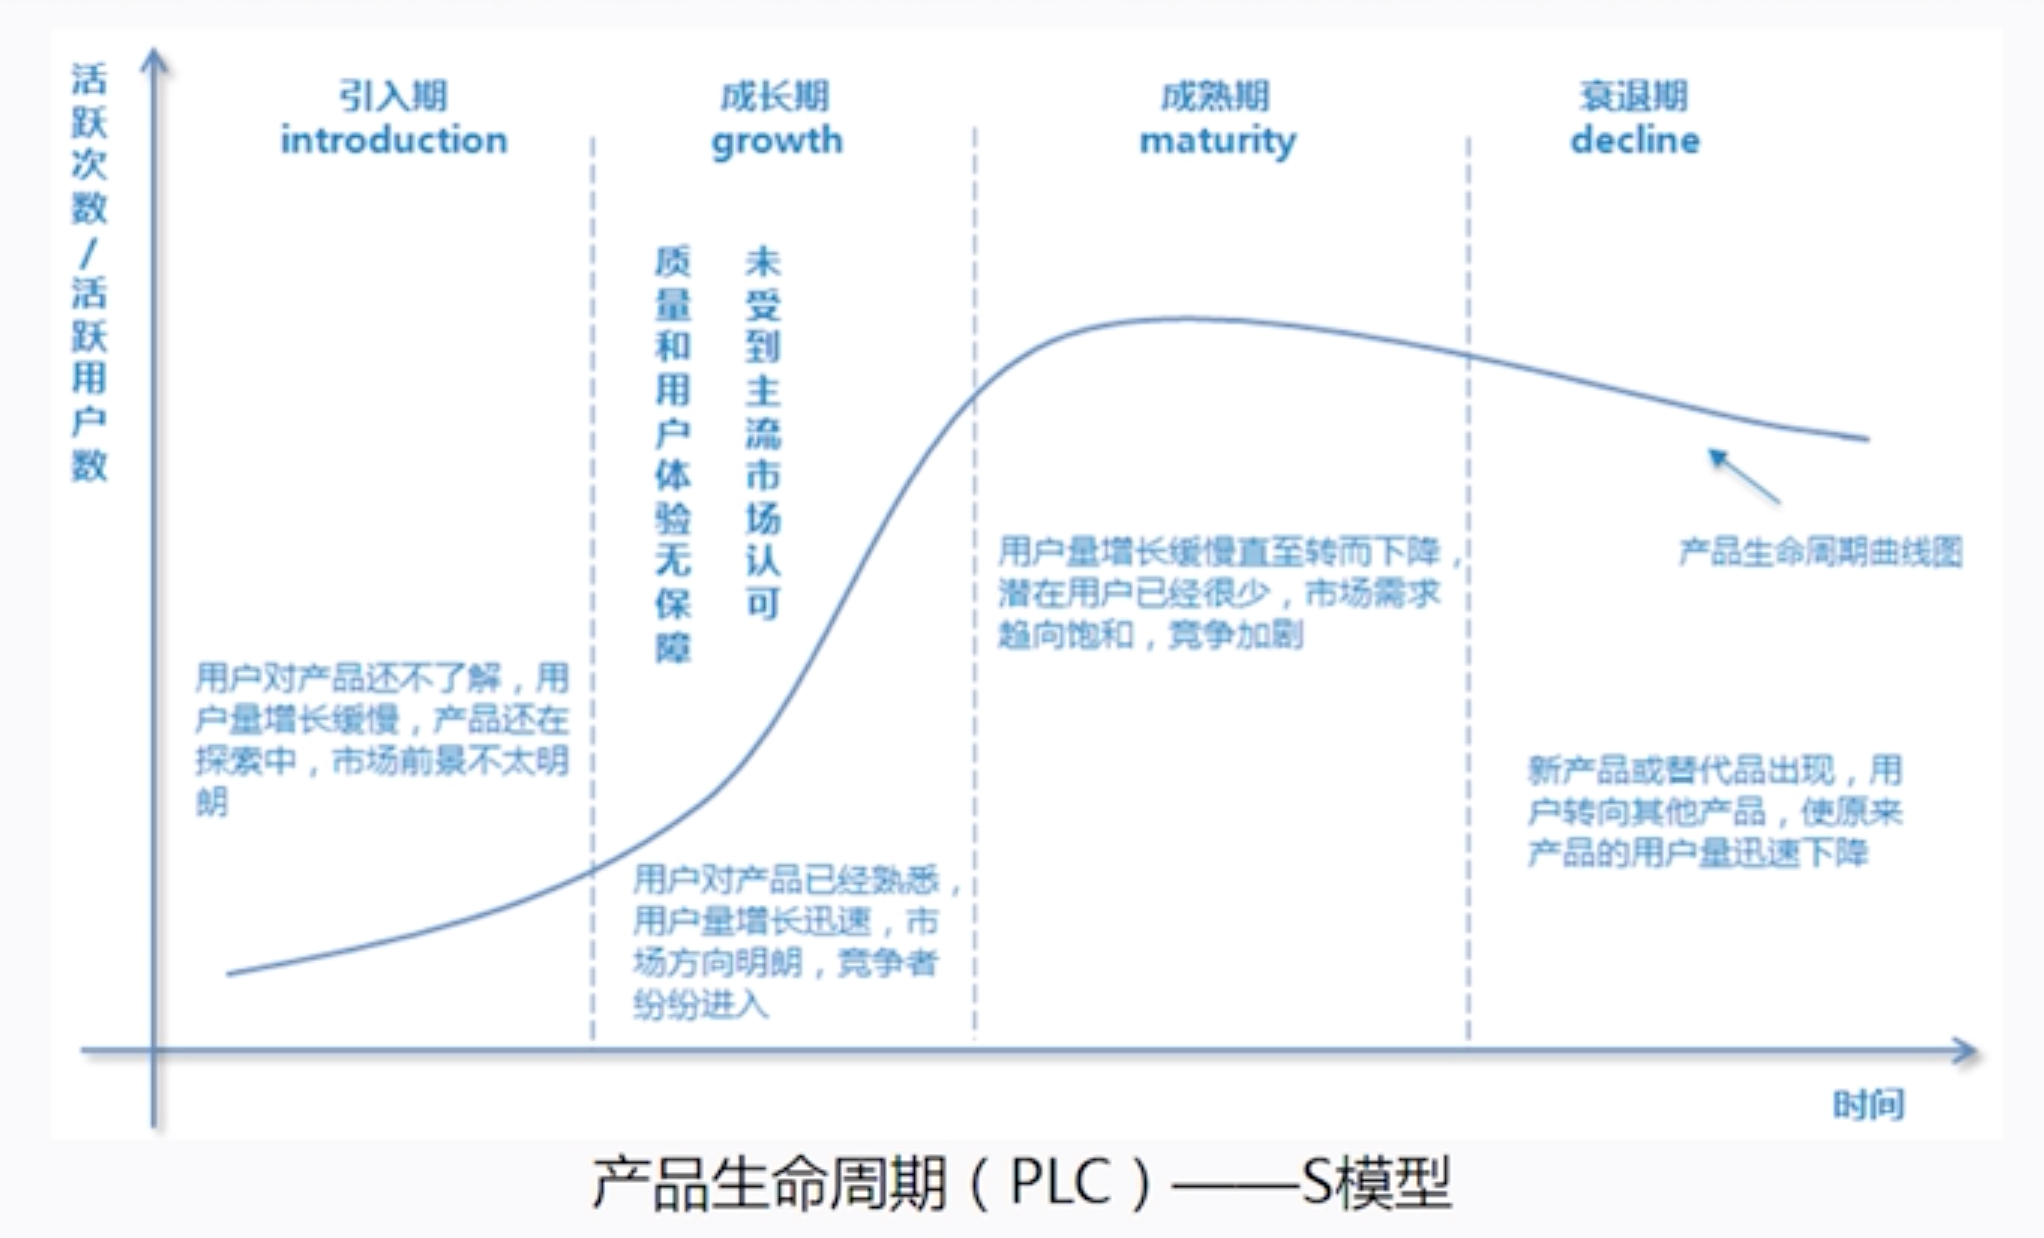 活跃次数/活跃用户数
引入期
introduction
成长期
growth
成熟期
maturity
衰退期
decline
质量和用户体验无保障
未受到主流市场认可
用户对产品还不了解，用
户量增长缓慢，产品还在
探索中，市场前景不太明
朗
用户对产品已经熟悉，
用户量增长迅速，市
场方向明朗，竞争者
纷纷进入
用户量增长缓慢直至转而下降，
潜在用户已经很少，市场需求
趋向饱和，竞争加剧
产品生命周期曲线图
新产品或替代品出现，用
户转向其他产品，使原来
产品的用户量迅速下降
时间
产品生命周期（PLC）——S模型